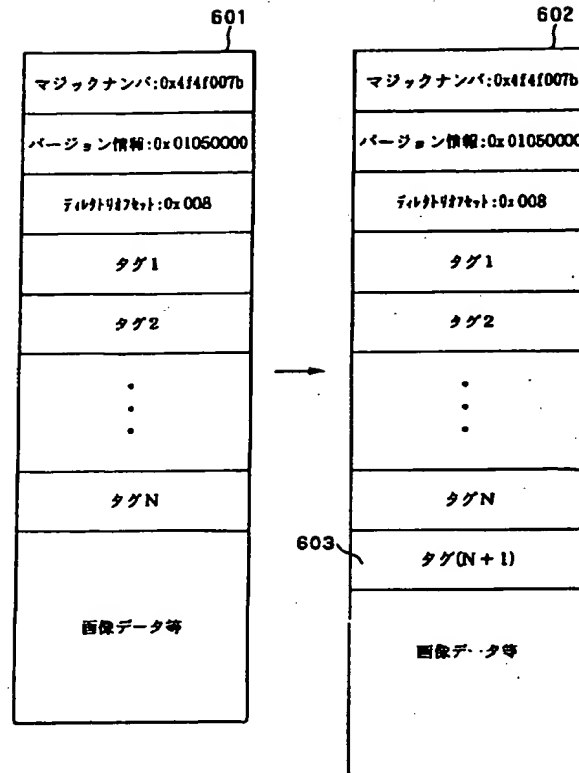 601
マジックナンバ:0x4f4f007b
バージョン情報:0x01050000
ディレクトリオフセット:0x008
タグ1
タグ2
タグN
画像データ等
602
マジックナンバ:0x4f4f007b
バージョン情報:0x01050000
ディレクトリオフセット:0x008
タグ1
タグ2
タグN
603
タグ(N+1)
画像データ等